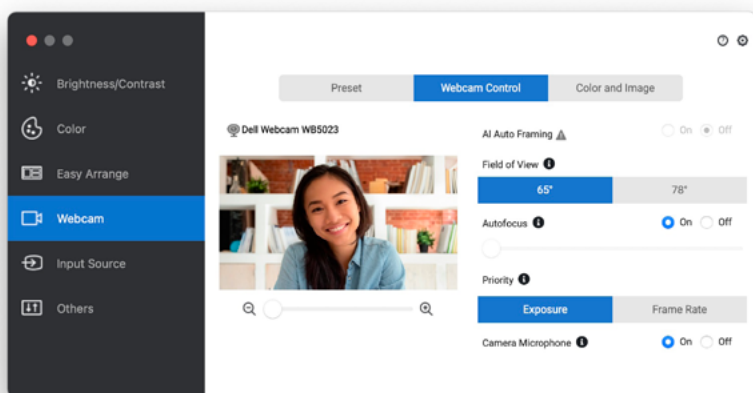 Brightness/Contrast
Color
Easy Arrange
Webcam
Input Source
Others
Preset
Webcam Control
Color and Image
Dell Webcam WB5023
AI Auto Framing
On
Off
Field of View
65°
78°
Autofocus
On
Off
Priority
Exposure
Frame Rate
Camera Microphone
On
Off